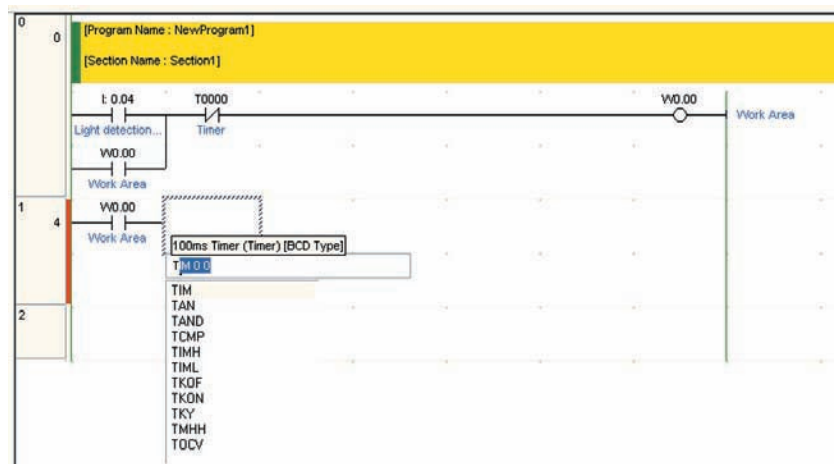 0
0
[Program Name : NewProgram1]
[Section Name : Section1]
I: 0.04 T0000 W0.00
Work Area
Light detection... Timer
W0.00
Work Area
1
4
W0.00
Work Area
100ms Timer (Timer) [BCD Type]
TIM 0 0
TIM
TAN
TAND
TCMP
TIMH
TIML
TKOF
TKON
TKY
TMHH
TOCV
2